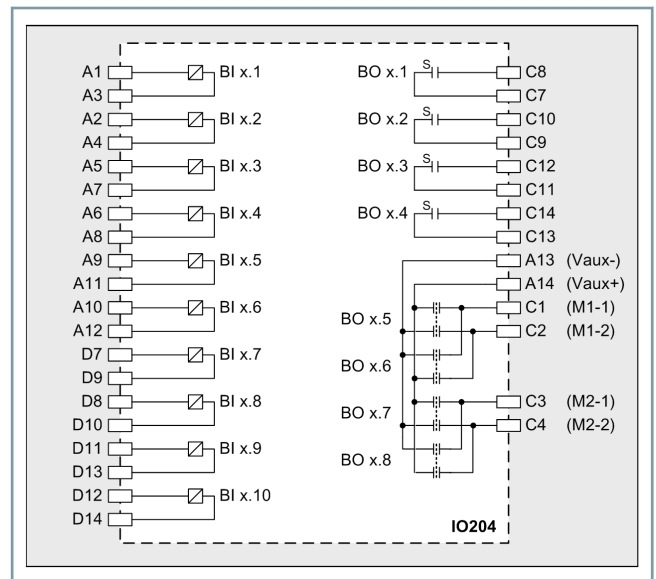 A1 BI x.1 BO x.1 S C8
A3 C7
A2 BI x.2 BO x.2 S C10
A4 C9
A5 BI x.3 BO x.3 S C12
A7 C11
A6 BI x.4 BO x.4 S C14
A8 C13
A9 BI x.5 A13 (Vaux-)
A11 A14 (Vaux+)
A10 BI x.6 BO x.5 C1 (M1-1)
A12 C2 (M1-2)
D7 BI x.7 BO x.6
D9
D8 BI x.8 BO x.7 C3 (M2-1)
D10 C4 (M2-2)
D11 BI x.9 BO x.8
D13
D12 BI x.10
D14
IO204